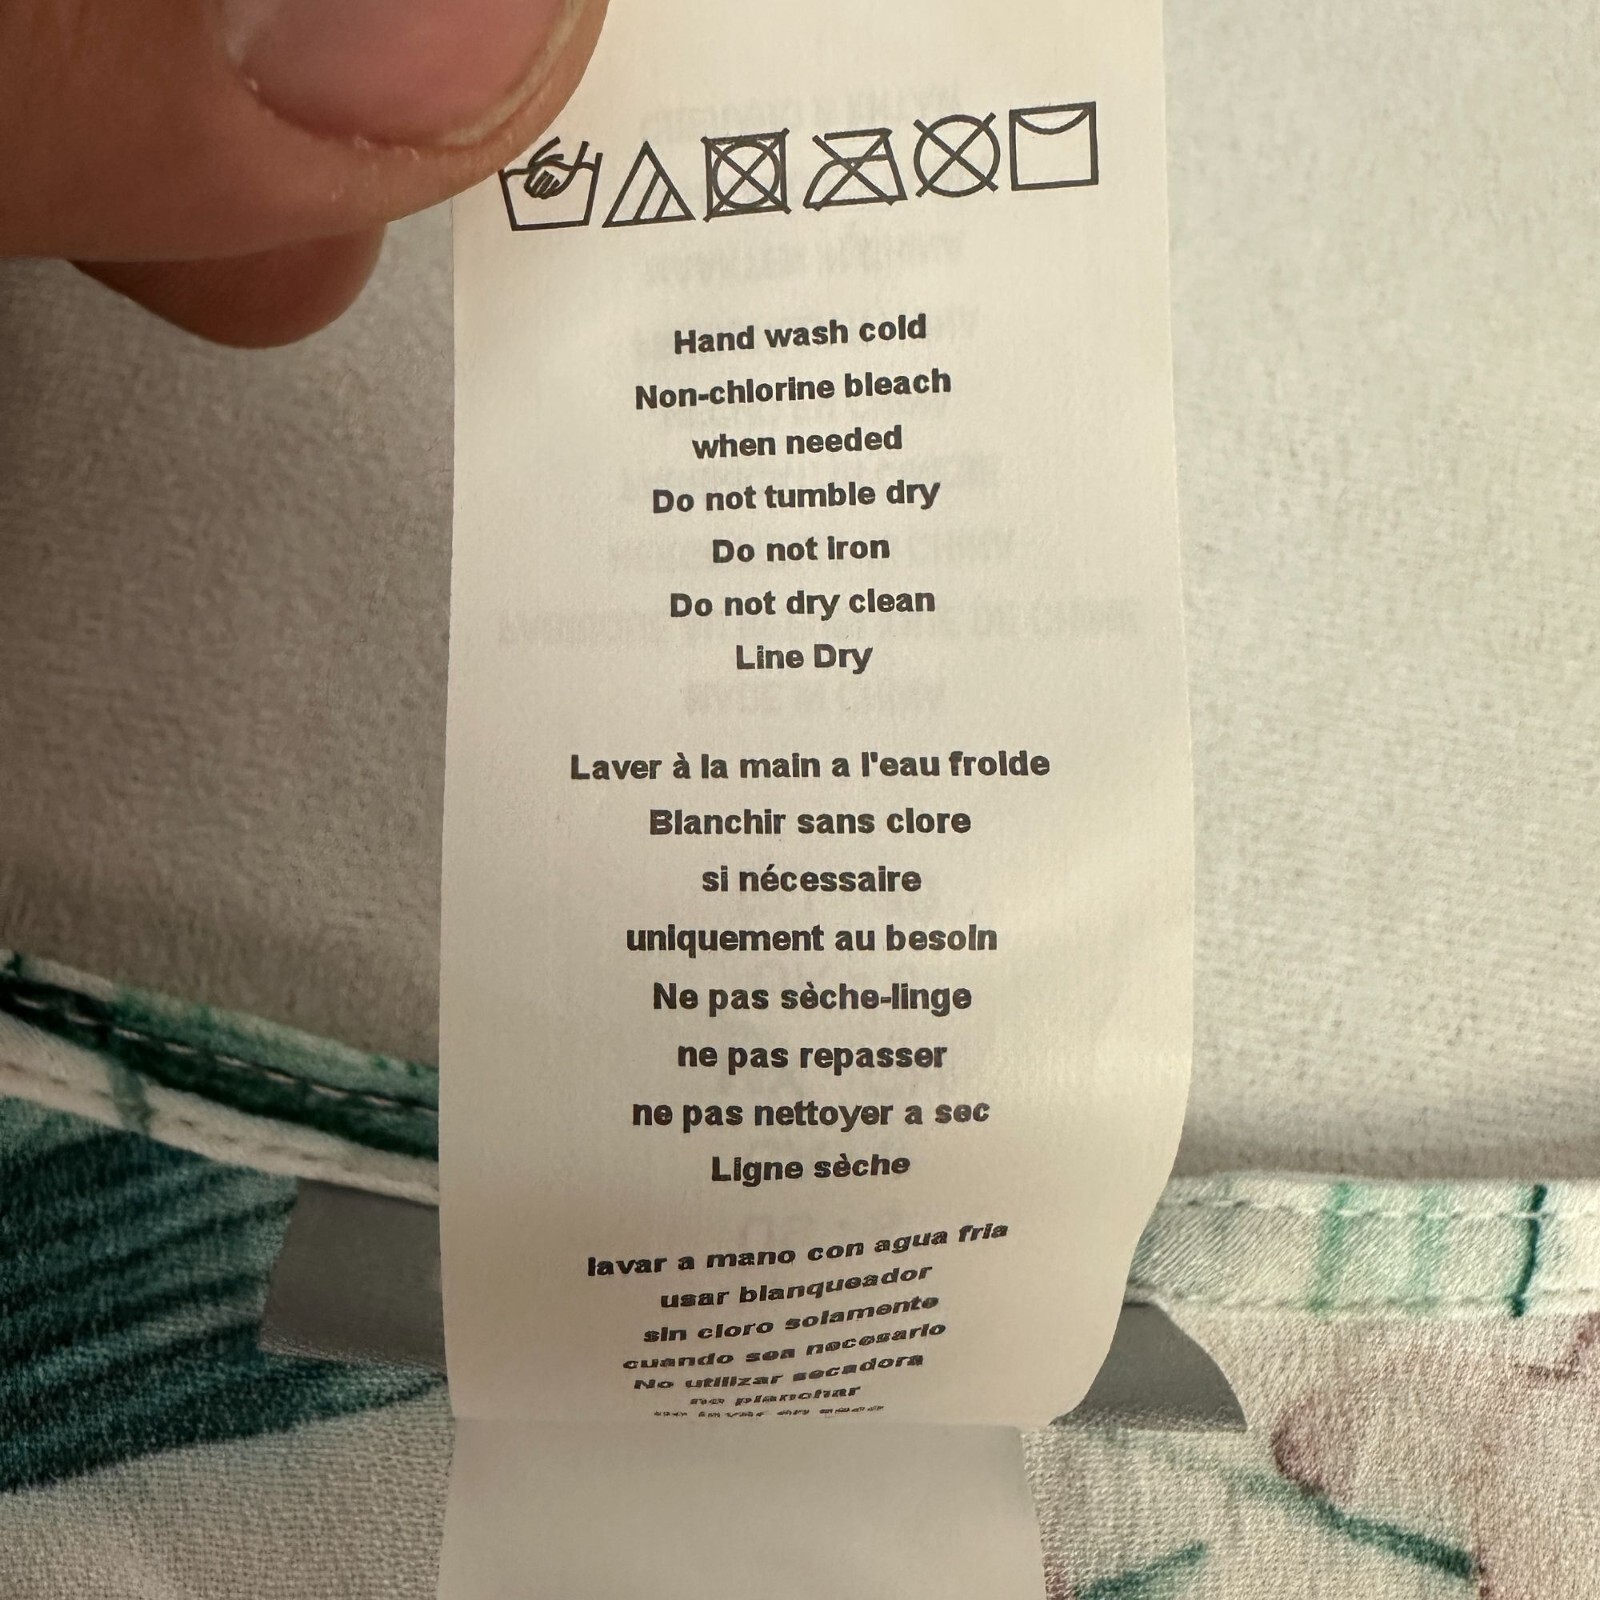 Hand wash cold
Non-chlorine bleach
when needed
Do not tumble dry
Do not iron
Do not dry clean
Line Dry
Laver à la main a l'eau froide
Blanchir sans clore
si nécessaire
uniquement au besoin
Ne pas sèche-linge
ne pas repasser
ne pas nettoyer a sec
Ligne sèche
lavar a mano con agua fria
usar blanqueador
sin cloro solamente
cuando sea necesario
No utilizar secadora
no planchar